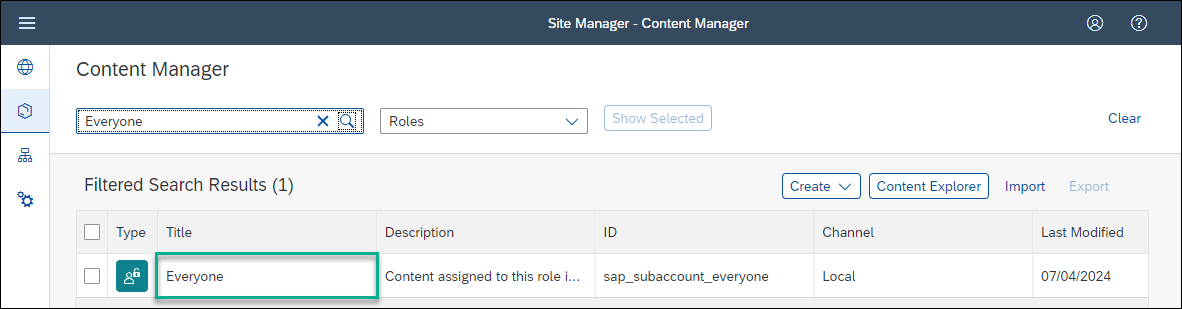 Site Manager - Content Manager
Content Manager
Everyone Roles Show Selected Clear
Filtered Search Results (1) Create Content Explorer Import Export
Type Title Description ID Channel Last Modified
Everyone Content assigned to this role i... sap_subaccount_everyone Local 07/04/2024